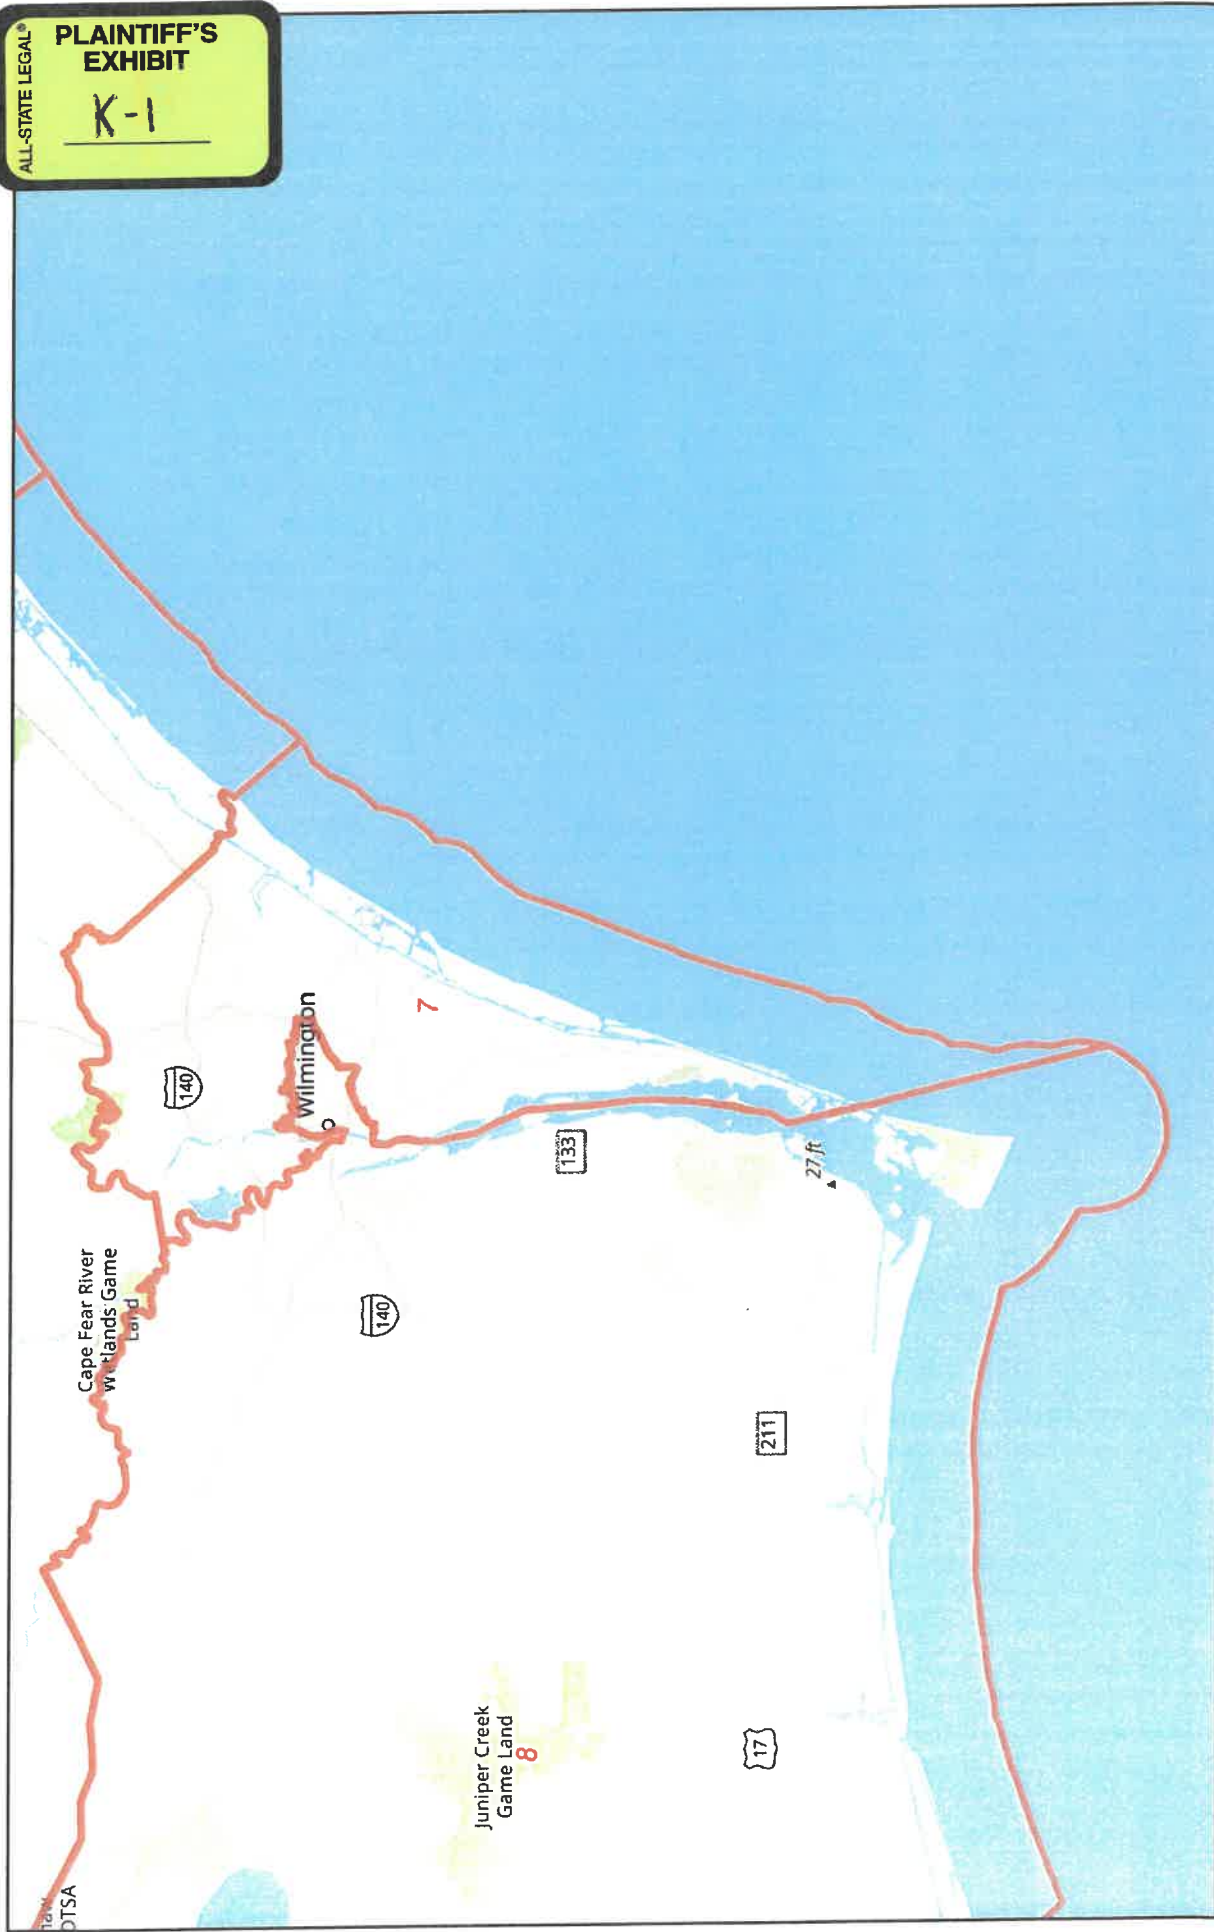 ALL-STATE LEGAL®
PLAINTIFF'S
EXHIBIT
K-1
140
Wilmington
7
Cape Fear River
Wetlands Game
Land
140
133
27 ft
211
Juniper Creek
Game Land
8
17
OTSA